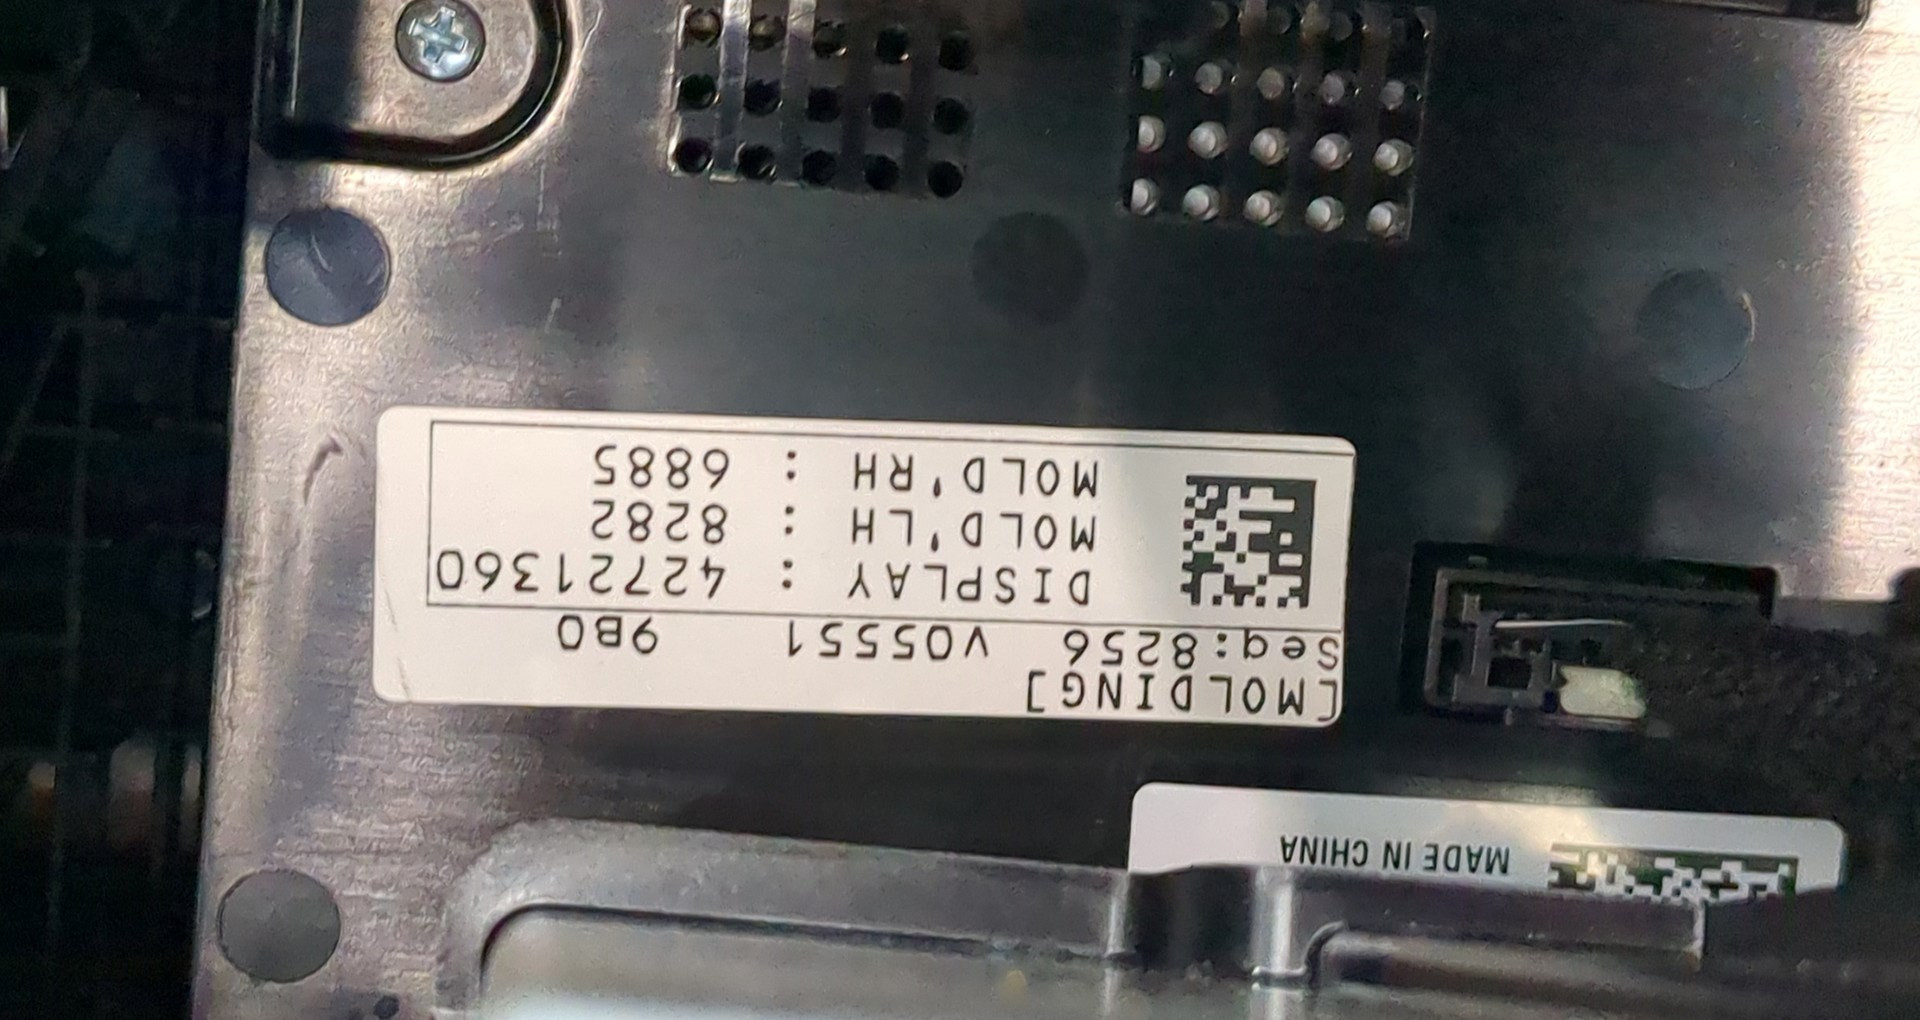 [MOLDING]
Seq:8256 V05551 9B0
DISPLAY : 42721360
MOLD'LH : 8282
MOLD'RH : 6885
MADE IN CHINA